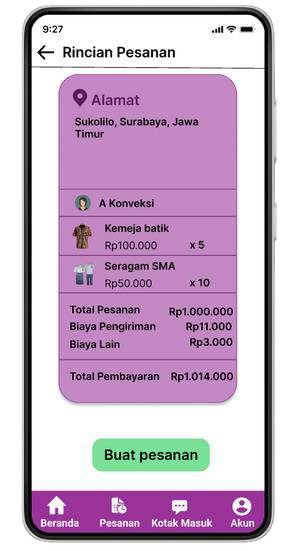 9:27
Rincian Pesanan
Alamat
Sukolilo, Surabaya, Jawa
Timur
A Konveksi
Kemeja batik
Rp100.000 x 5
Seragam SMA
Rp50.000 x 10
Total Pesanan Rp1.000.000
Biaya Pengiriman Rp11.000
Biaya Lain Rp3.000
Total Pembayaran Rp1.014.000
Buat pesanan
Beranda Pesanan Kotak Masuk Akun